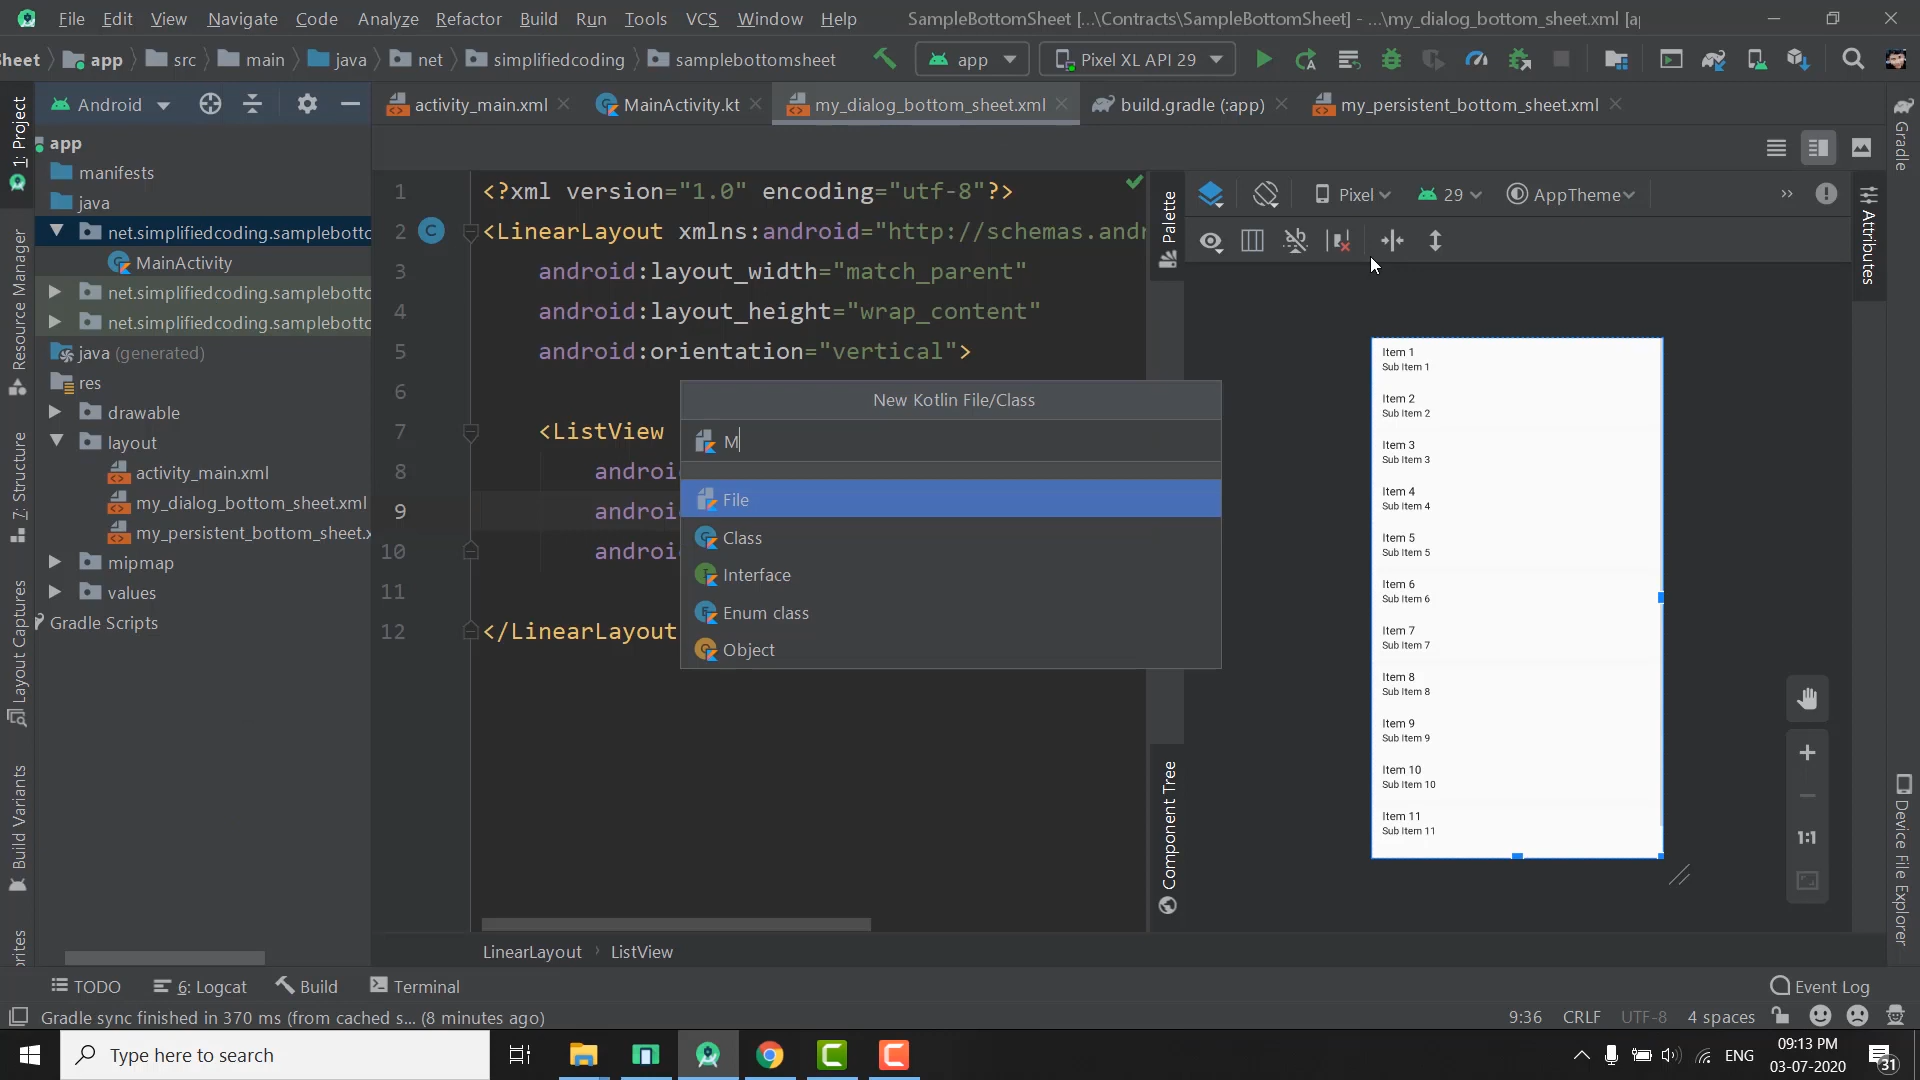 File Edit View Navigate Code Analyze Refactor Build Run Tools VCS Window Help SampleBottomSheet [...\Contracts\SampleBottomSheet] - ...\my_dialog_bottom_sheet.xml [a
heet app src main java net simplifiedcoding samplebottomsheet app Pixel XL API 29
Android
activity_main.xml MainActivity.kt my_dialog_bottom_sheet.xml build.gradle (:app) my_persistent_bottom_sheet.xml
1: Project
Resource Manager
Z: Structure
Layout Captures
Build Variants
rites
app
manifests
java
net.simplifiedcoding.samplebotto
MainActivity
net.simplifiedcoding.samplebotto
net.simplifiedcoding.samplebotto
java (generated)
res
drawable
layout
activity_main.xml
my_dialog_bottom_sheet.xml
my_persistent_bottom_sheet.x
mipmap
values
Gradle Scripts
1 <?xml version="1.0" encoding="utf-8"?>
2 <LinearLayout xmlns:android="http://schemas.andr
3 android:layout_width="match_parent"
4 android:layout_height="wrap_content"
5 android:orientation="vertical">
6
7 <ListView
8 androi
9 androi
10 androi
11
12 </LinearLayout
New Kotlin File/Class
M
File
Class
Interface
Enum class
Object
LinearLayout › ListView
Palette
Component Tree
Pixel 29 AppTheme
Item 1
Sub Item 1
Item 2
Sub Item 2
Item 3
Sub Item 3
Item 4
Sub Item 4
Item 5
Sub Item 5
Item 6
Sub Item 6
Item 7
Sub Item 7
Item 8
Sub Item 8
Item 9
Sub Item 9
Item 10
Sub Item 10
Item 11
Sub Item 11
1:1
Gradle
Attributes
Device File Explorer
TODO 6: Logcat Build Terminal Event Log
Gradle sync finished in 370 ms (from cached s... (8 minutes ago) 9:36 CRLF UTF-8 4 spaces
Type here to search
ENG
09:13 PM
03-07-2020
31